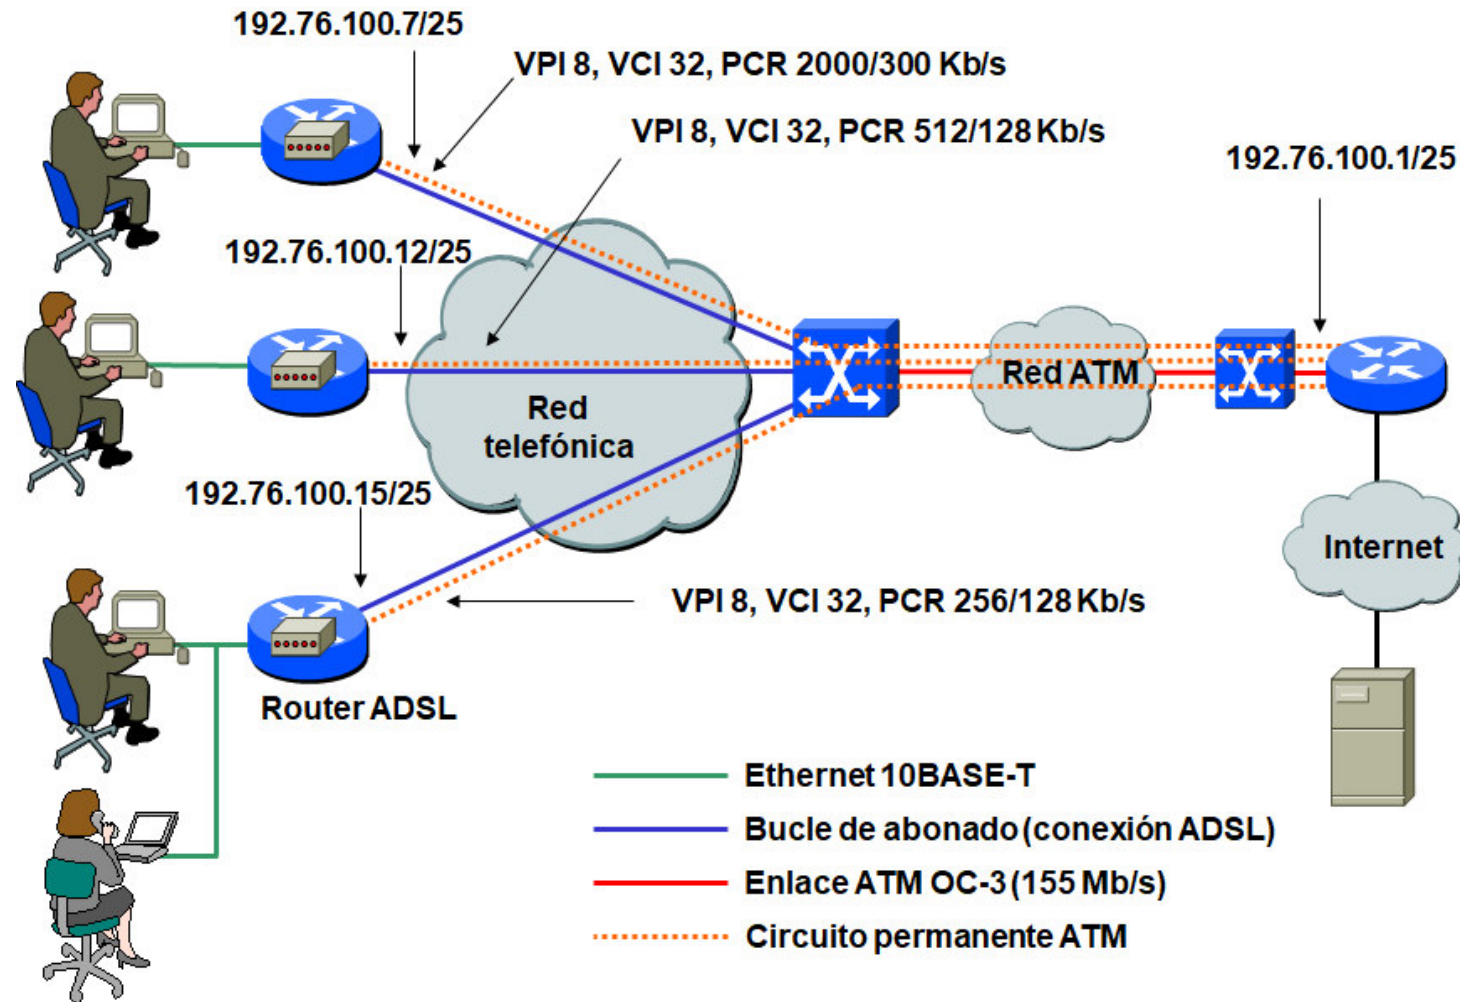 192.76.100.7/25
VPI 8, VCI 32, PCR 2000/300 Kb/s
VPI 8, VCI 32, PCR 512/128 Kb/s
192.76.100.1/25
192.76.100.12/25
Red ATM
Red
telefónica
192.76.100.15/25
Internet
VPI 8, VCI 32, PCR 256/128 Kb/s
Router ADSL
Ethernet 10BASE-T
Bucle de abonado (conexión ADSL)
Enlace ATM OC-3 (155 Mb/s)
Circuito permanente ATM